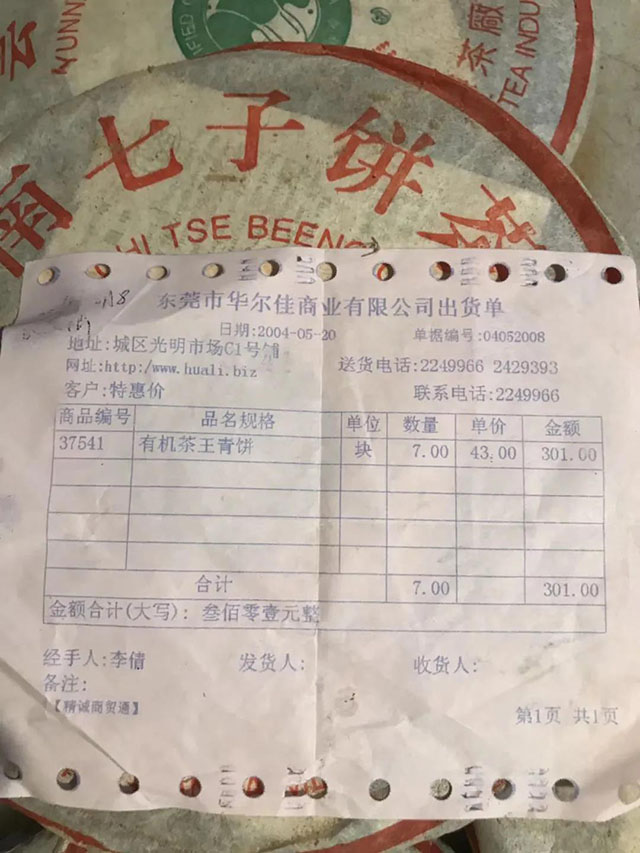 YUNN
云
茶廠
TEA INDU
南七子饼茶
HI TSE BEENG
东莞市华尔佳商业有限公司出货单
日期:2004-05-20 单据编号:04052008
地址:城区光明市场C1号铺
网址:http:/www.huali.biz 送货电话:2249966 2429393
客户:特惠价 联系电话:2249966
商品编号 品名规格 单位 数量 单价 金额
37541 有机茶王青饼 块 7.00 43.00 301.00
合计 7.00 301.00
金额合计(大写): 叁佰零壹元整
经手人:李倩 发货人: 收货人:
备注:
【精诚商贸通】 第1页 共1页